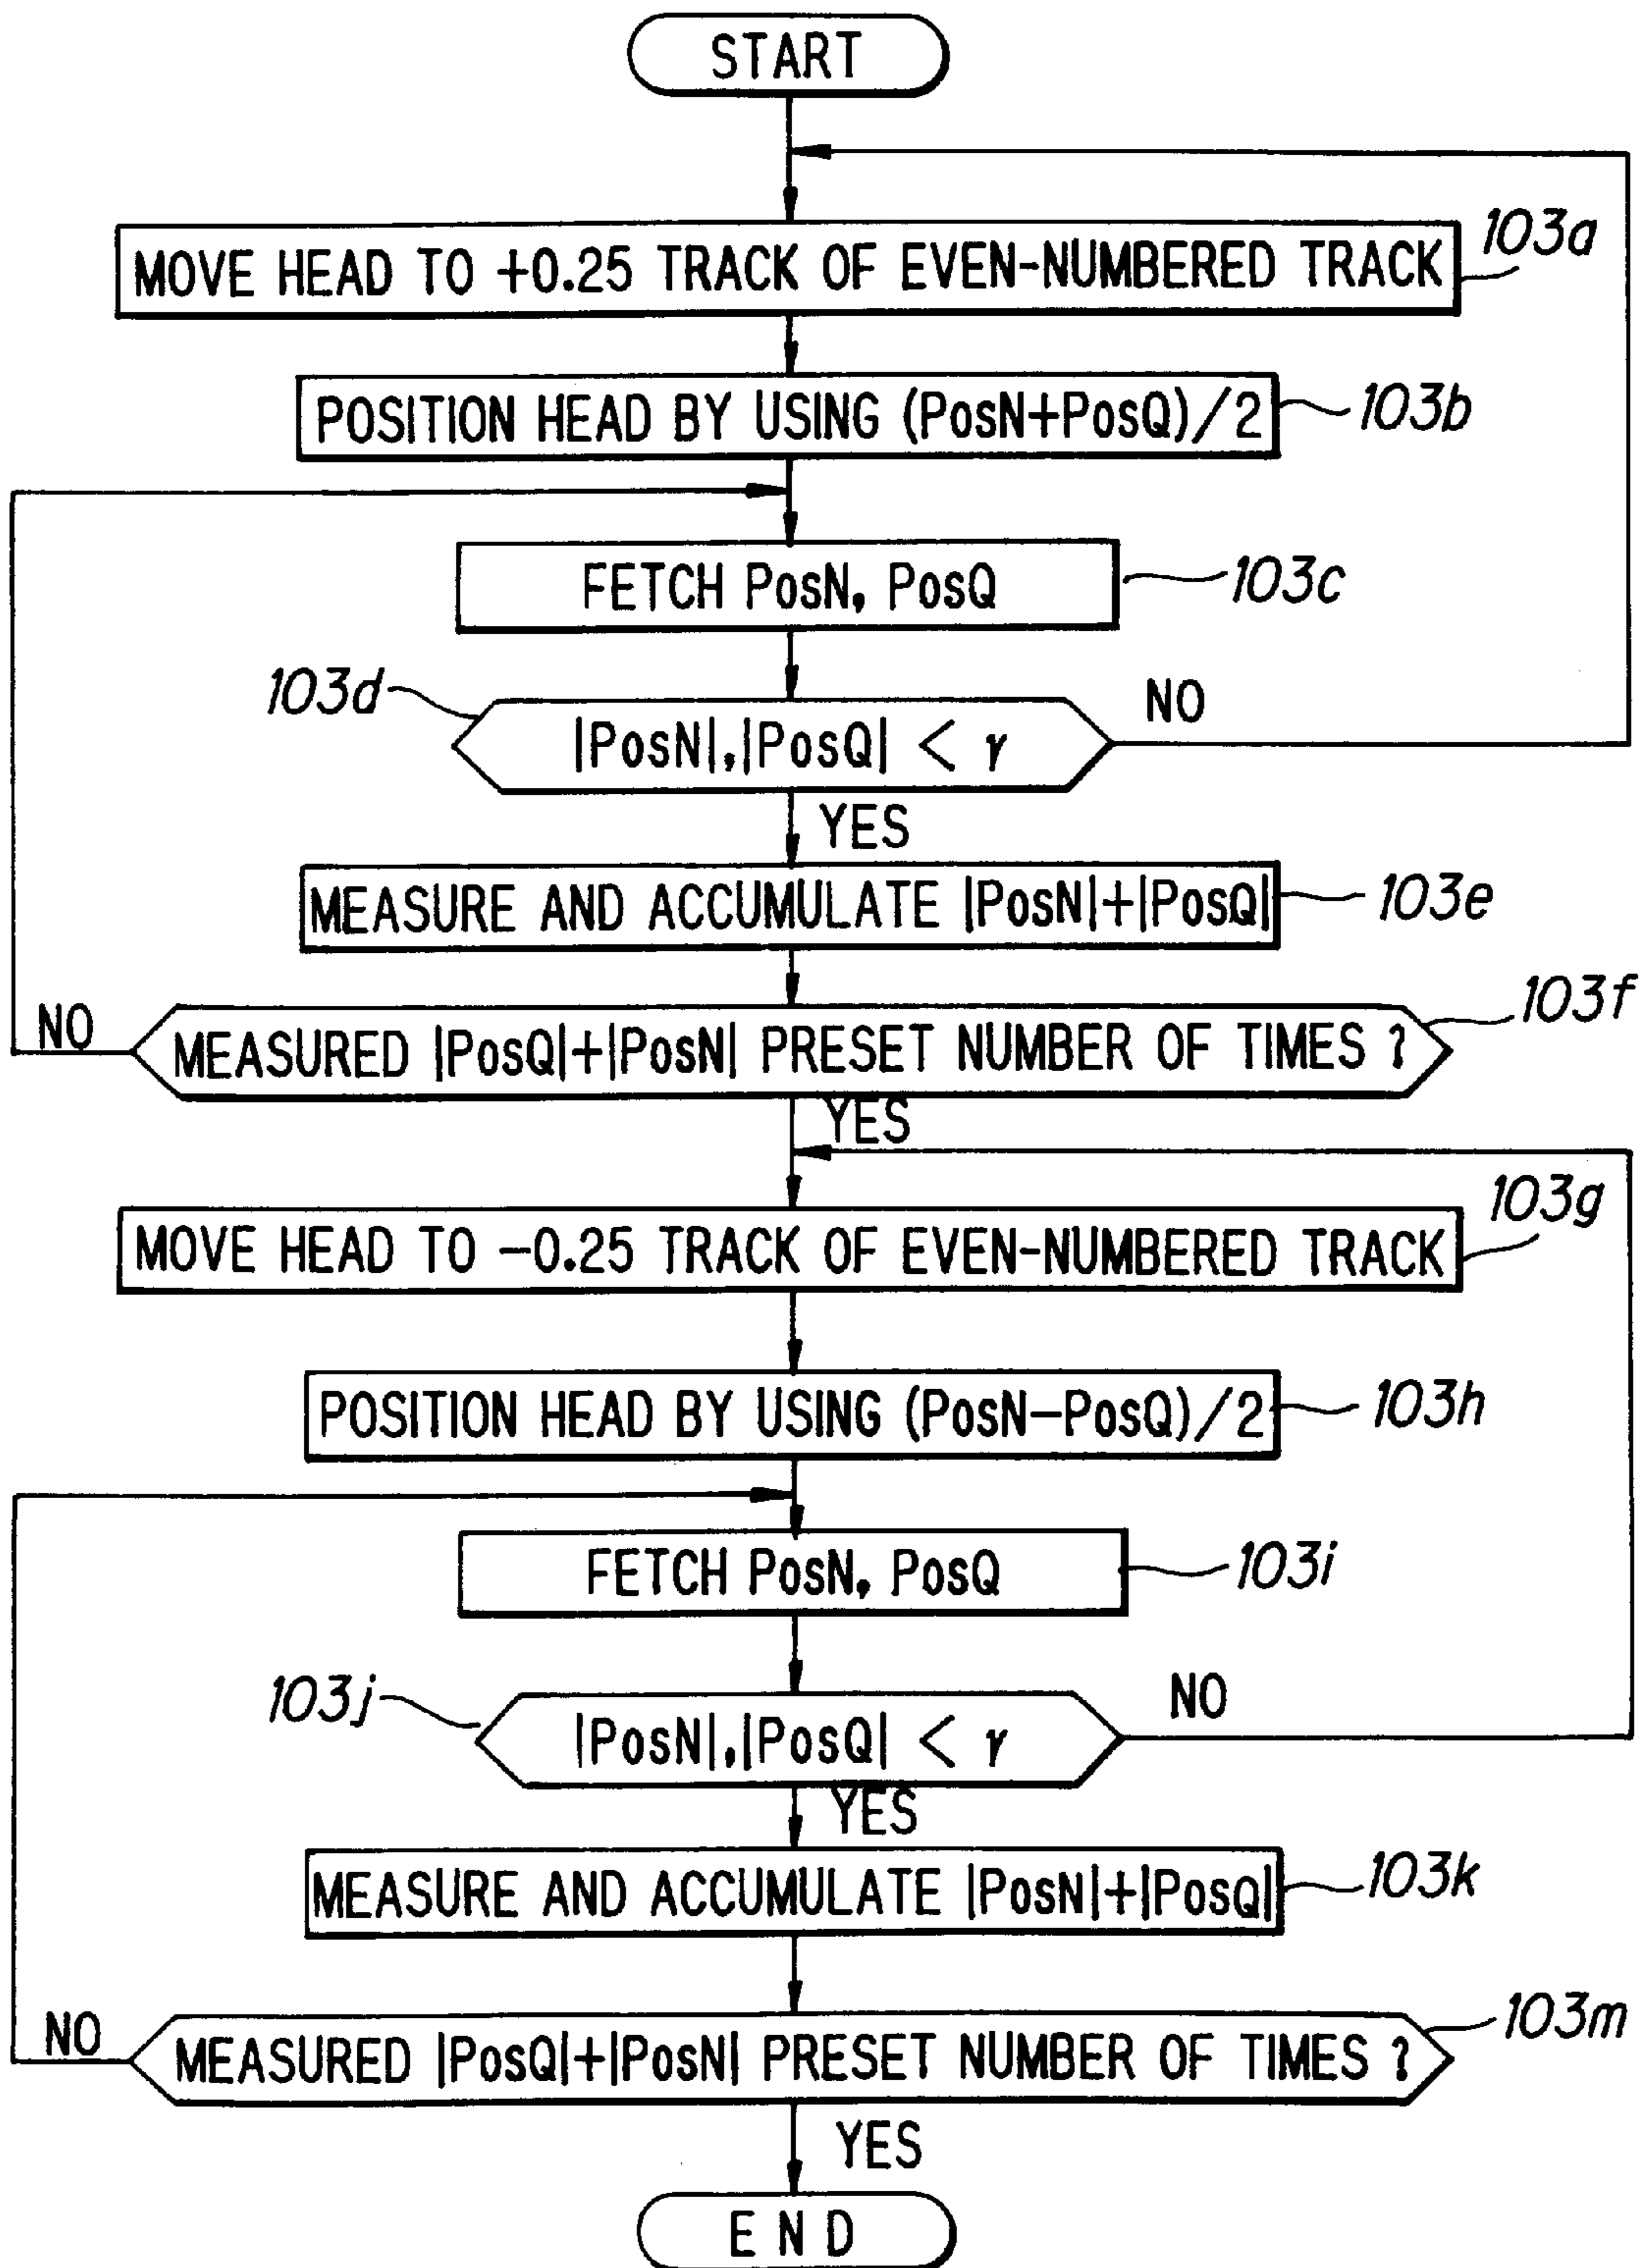 START
MOVE HEAD TO +0.25 TRACK OF EVEN-NUMBERED TRACK
103a
POSITION HEAD BY USING (PosN+PosQ)/2
103b
FETCH PosN, PosQ
103c
103d
|PosN|,|PosQ| < γ
NO
YES
MEASURE AND ACCUMULATE |PosN|+|PosQ|
103e
NO
MEASURED |PosQ|+|PosN| PRESET NUMBER OF TIMES ?
103f
YES
MOVE HEAD TO −0.25 TRACK OF EVEN-NUMBERED TRACK
103g
POSITION HEAD BY USING (PosN−PosQ)/2
103h
FETCH PosN, PosQ
103i
103j
|PosN|,|PosQ| < γ
NO
YES
MEASURE AND ACCUMULATE |PosN|+|PosQ|
103k
NO
MEASURED |PosQ|+|PosN| PRESET NUMBER OF TIMES ?
103m
YES
END